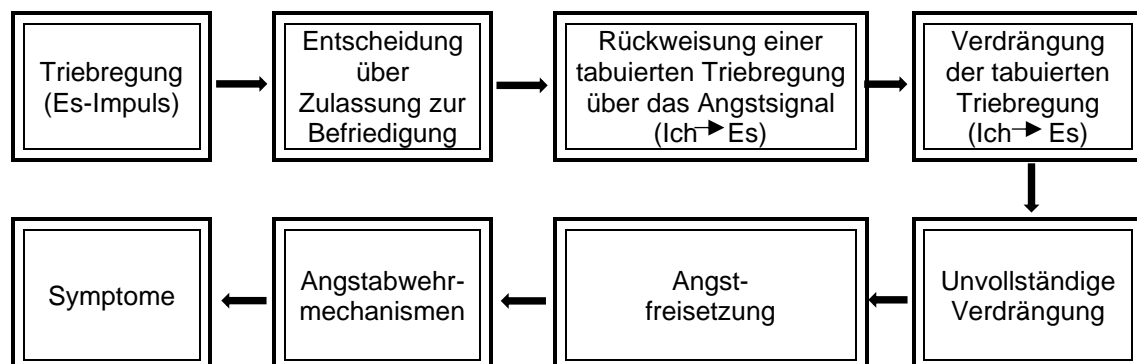 Triebregung
(Es-Impuls)
Entscheidung
über
Zulassung zur
Befriedigung
Rückweisung einer
tabuierten Triebregung
über das Angstsignal
(Ich Es)
Verdrängung
der tabuierten
Triebregung
(Ich Es)
Unvollständige
Verdrängung
Angst-
freisetzung
Angstabwehr-
mechanismen
Symptome